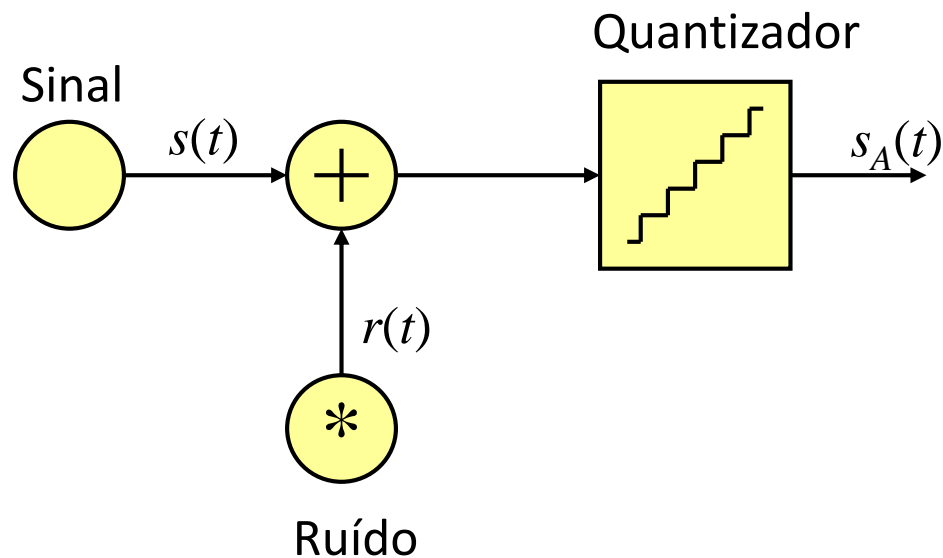 Quantizador
Sinal
s(t)
+
s_A(t)
r(t)
*
Ruído